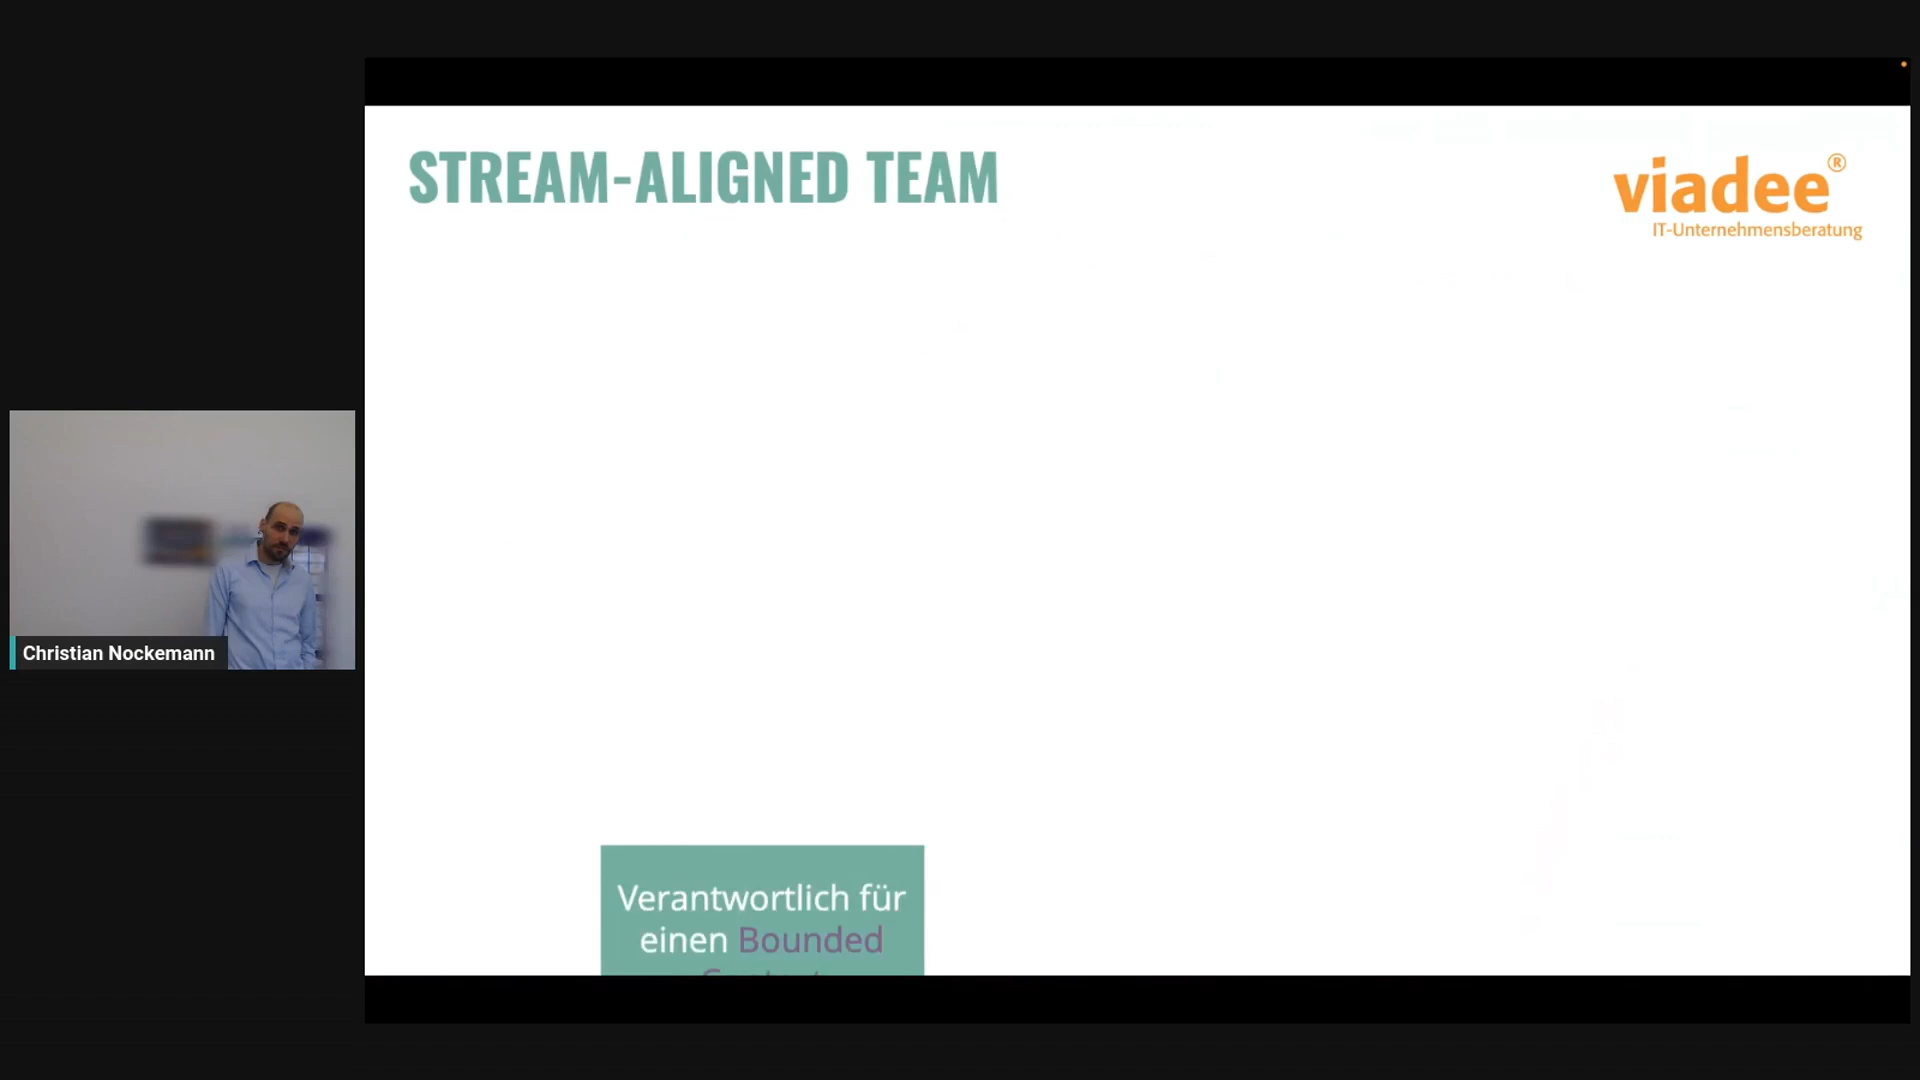 STREAM-ALIGNED TEAM
viadee®
IT-Unternehmensberatung
Christian Nockemann
Verantwortlich für
einen Bounded